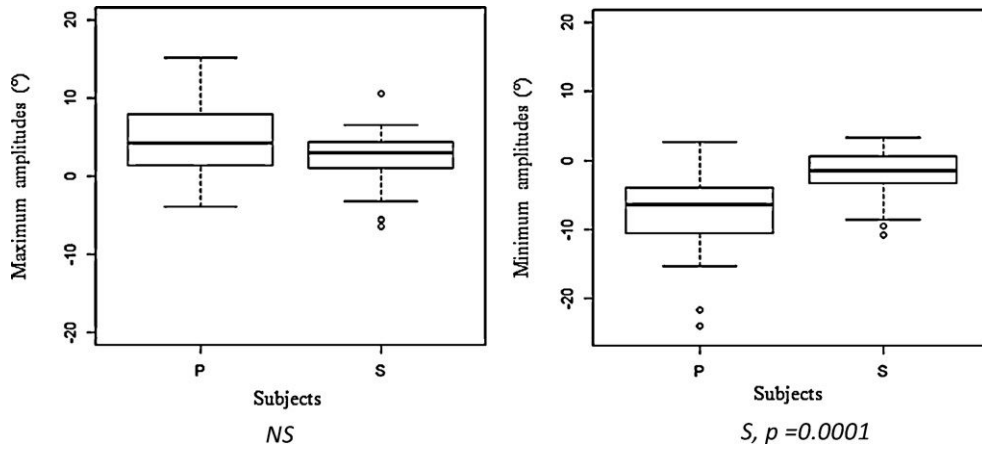 Maximum amplitudes (°)
20
10
0
-10
-20
P
S
Subjects
NS
Minimum amplitudes (°)
20
10
0
-10
-20
P
S
Subjects
S, p =0.0001